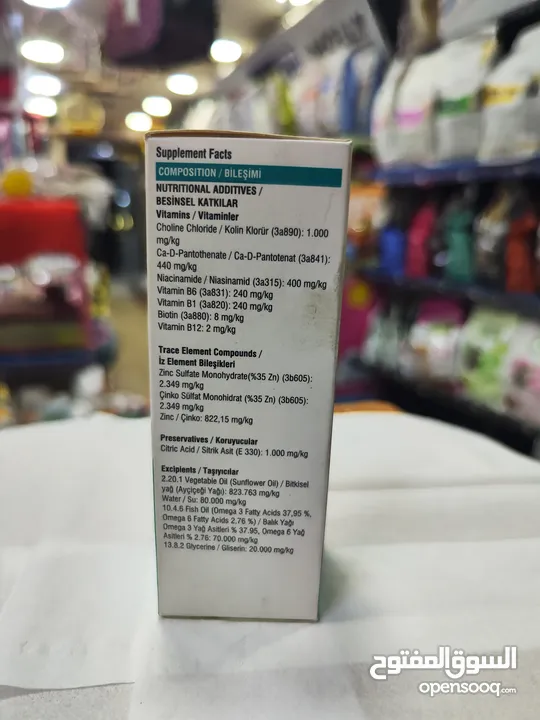 Supplement Facts
COMPOSITION / BİLEŞİMİ
NUTRITIONAL ADDITIVES /
BESİNSEL KATKILAR
Vitamins / Vitaminler
Choline Chloride / Kolin Klorür (3a890): 1.000
mg/kg
Ca-D-Pantothenate / Ca-D-Pantotenat (3a841):
440 mg/kg
Niacinamide / Niasinamid (3a315): 400 mg/kg
Vitamin B6 (3a831): 240 mg/kg
Vitamin B1 (3a820): 240 mg/kg
Biotin (3a880): 8 mg/kg
Vitamin B12: 2 mg/kg
Trace Element Compounds /
İz Element Bileşikleri
Zinc Sulfate Monohydrate(%35 Zn) (3b605):
2.349 mg/kg
Çinko Sülfat Monohidrat (%35 Zn) (3b605):
2.349 mg/kg
Zinc / Çinko: 822,15 mg/kg
Preservatives / Koruyucular
Citric Acid / Sitrik Asit (E 330): 1.000 mg/kg
Excipients / Taşıyıcılar
2.20.1 Vegetable Oil (Sunflower Oil) / Bitkisel
yağ (Ayçiçeği Yağı): 823.763 mg/kg
Water / Su: 80.000 mg/kg
10.4.6 Fish Oil (Omega 3 Fatty Acids 37,95 %,
Omega 6 Fatty Acids 2,76 %) / Balık Yağı
Omega 3 Yağ Asitleri % 37.95, Omega 6 Yağ
Asitleri % 2.76: 70.000 mg/kg
13.8.2 Glycerine / Gliserin: 20.000 mg/kg
السوق المفتوح
opensooq.com